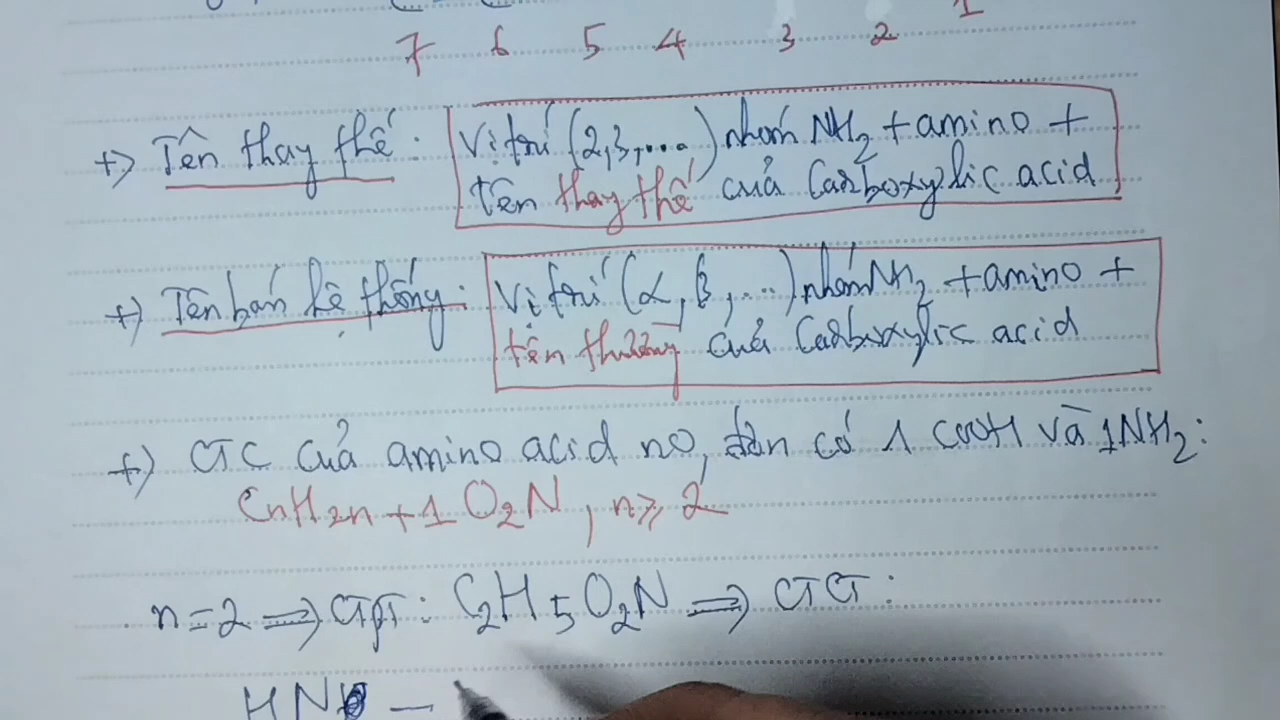 7 6 5 4 3 2 1
+) Tên thay thế: Vị trí (2,3,...) nhóm NH2 + amino +
tên thay thế của Carboxylic acid
+) Tên bán hệ thống: Vị trí (α, β, ...) nhóm NH2 + amino +
tên thường của Carboxylic acid
+) CTC của amino acid no, đơn có 1 COOH và 1NH2:
CnH2n+1O2N, n≥2
n=2 ⇒ CTPT: C2H5O2N ⇒ CTCT: